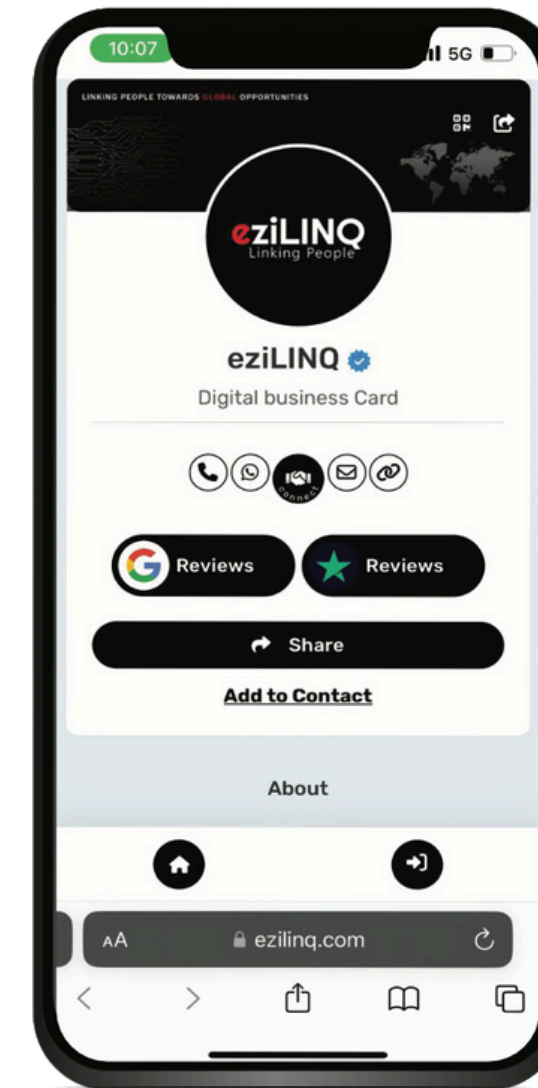 10:07
5G
LINKING PEOPLE TOWARDS GLOBAL OPPORTUNITIES
eziLINQ
Linking People
eziLINQ
Digital business Card
connect
Reviews
Reviews
Share
Add to Contact
About
AA
ezilinq.com